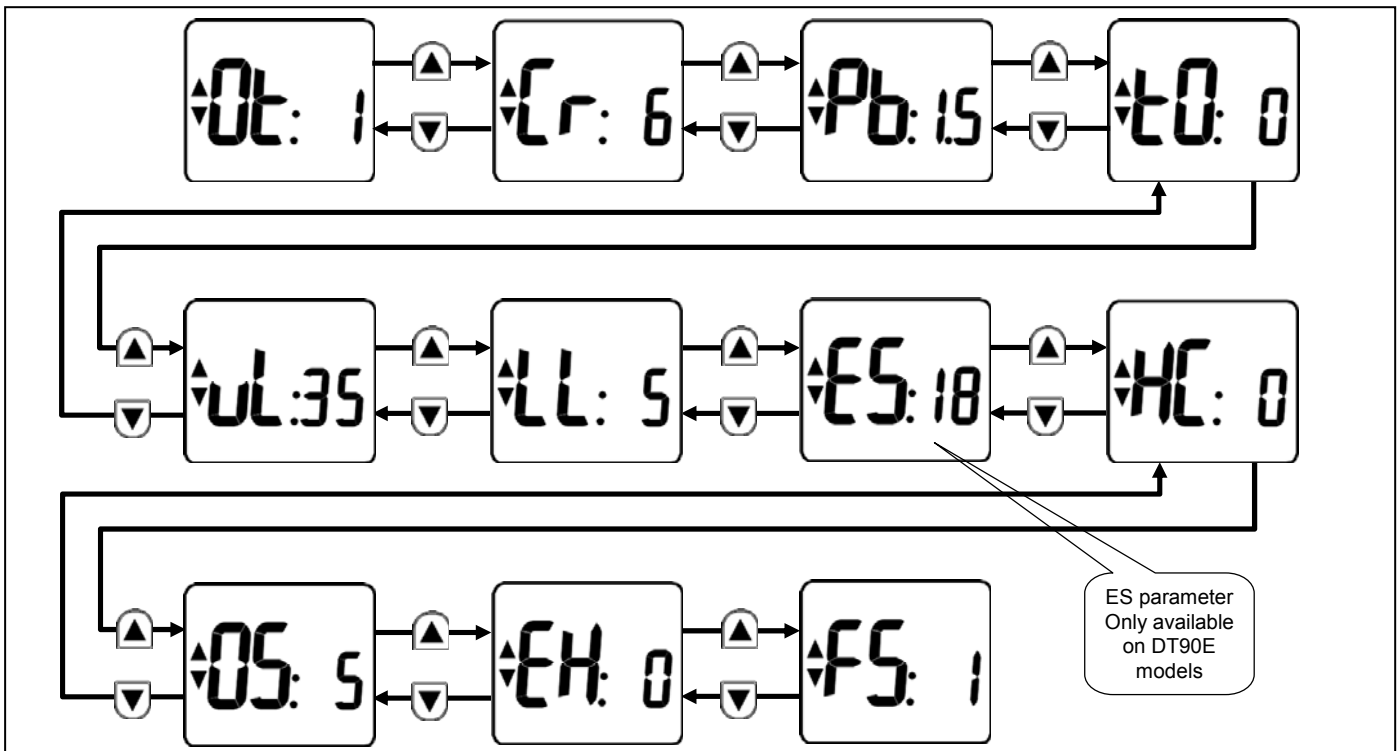 Ot: 1
Cr: 6
Pb:1.5
tO: 0
uL:35
LL: 5
ES:18
HC: 0
OS: 5
EH: 0
FS: 1
ES parameter
Only available
on DT90E
models